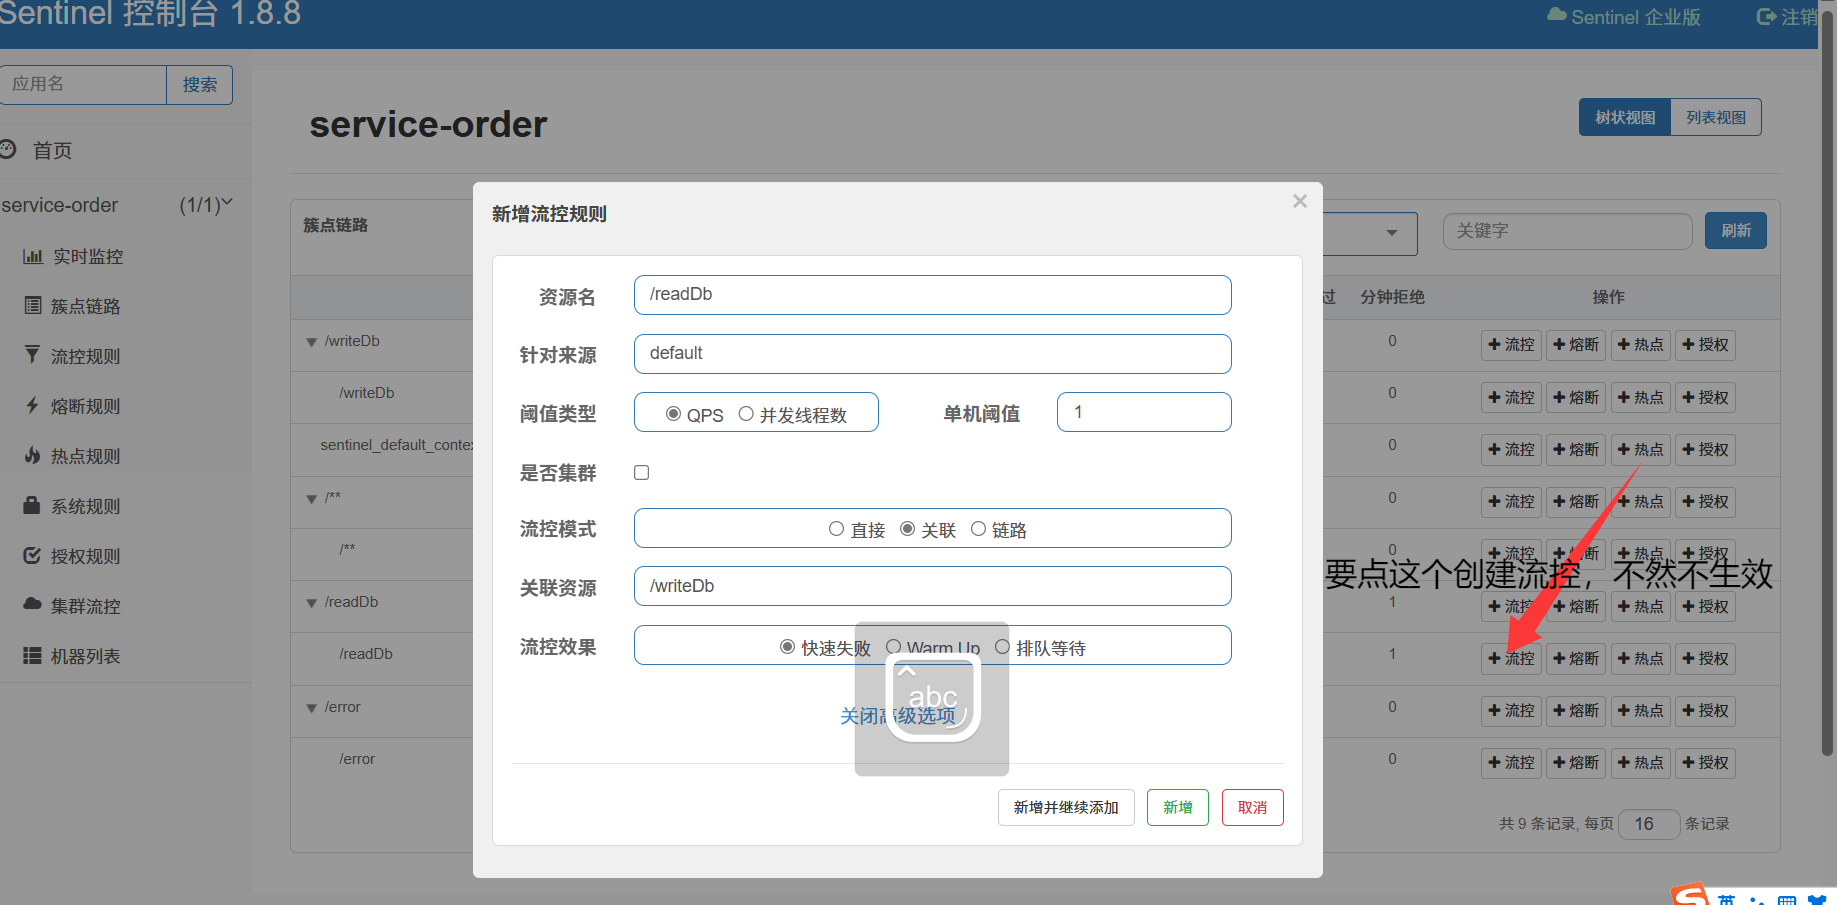 Sentinel 控制台 1.8.8
Sentinel 企业版
注销
应用名
搜索
首页
service-order
(1/1)
实时监控
簇点链路
流控规则
熔断规则
热点规则
系统规则
授权规则
集群流控
机器列表
service-order
树状视图
列表视图
簇点链路
关键字
刷新
过
分钟拒绝
操作
/writeDb
0
流控
熔断
热点
授权
/writeDb
0
流控
熔断
热点
授权
sentinel_default_conte
0
流控
熔断
热点
授权
/**
0
流控
熔断
热点
授权
/**
0
流控
熔断
热点
授权
要点这个创建流控，不然不生效
/readDb
1
流控
熔断
热点
授权
/readDb
1
流控
熔断
热点
授权
/error
0
流控
熔断
热点
授权
/error
0
流控
熔断
热点
授权
共 9 条记录, 每页 16 条记录
新增流控规则
×
资源名
/readDb
针对来源
default
阈值类型
QPS
并发线程数
单机阈值
1
是否集群
流控模式
直接
关联
链路
关联资源
/writeDb
流控效果
快速失败
Warm Up
排队等待
abc
关闭高级选项
新增并继续添加
新增
取消
英